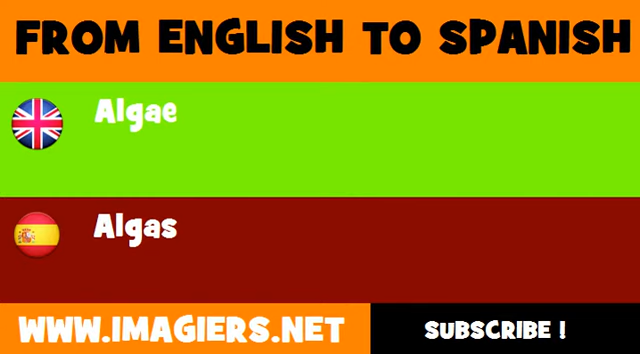 FROM ENGLISH TO SPANISH
Algae
Algas
WWW.IMAGIERS.NET
SUBSCRIBE !